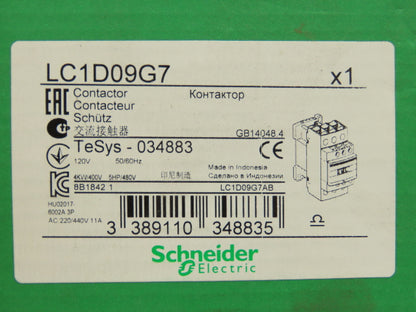 LC1D09G7 x1
EAC Contactor Контактор
Contacteur
Schütz
交流接触器 GB14048.4
TeSys - 034883 CE
120V 50/60Hz Made in Indonesia
4KW/400V 5HP/480V 印尼制造 Сделано в Индонезии
8B1842 1 LC1D09G7AB
HU02017-
6002A 3P
AC 220/440V 11A
3 389110 348835
Schneider
Electric